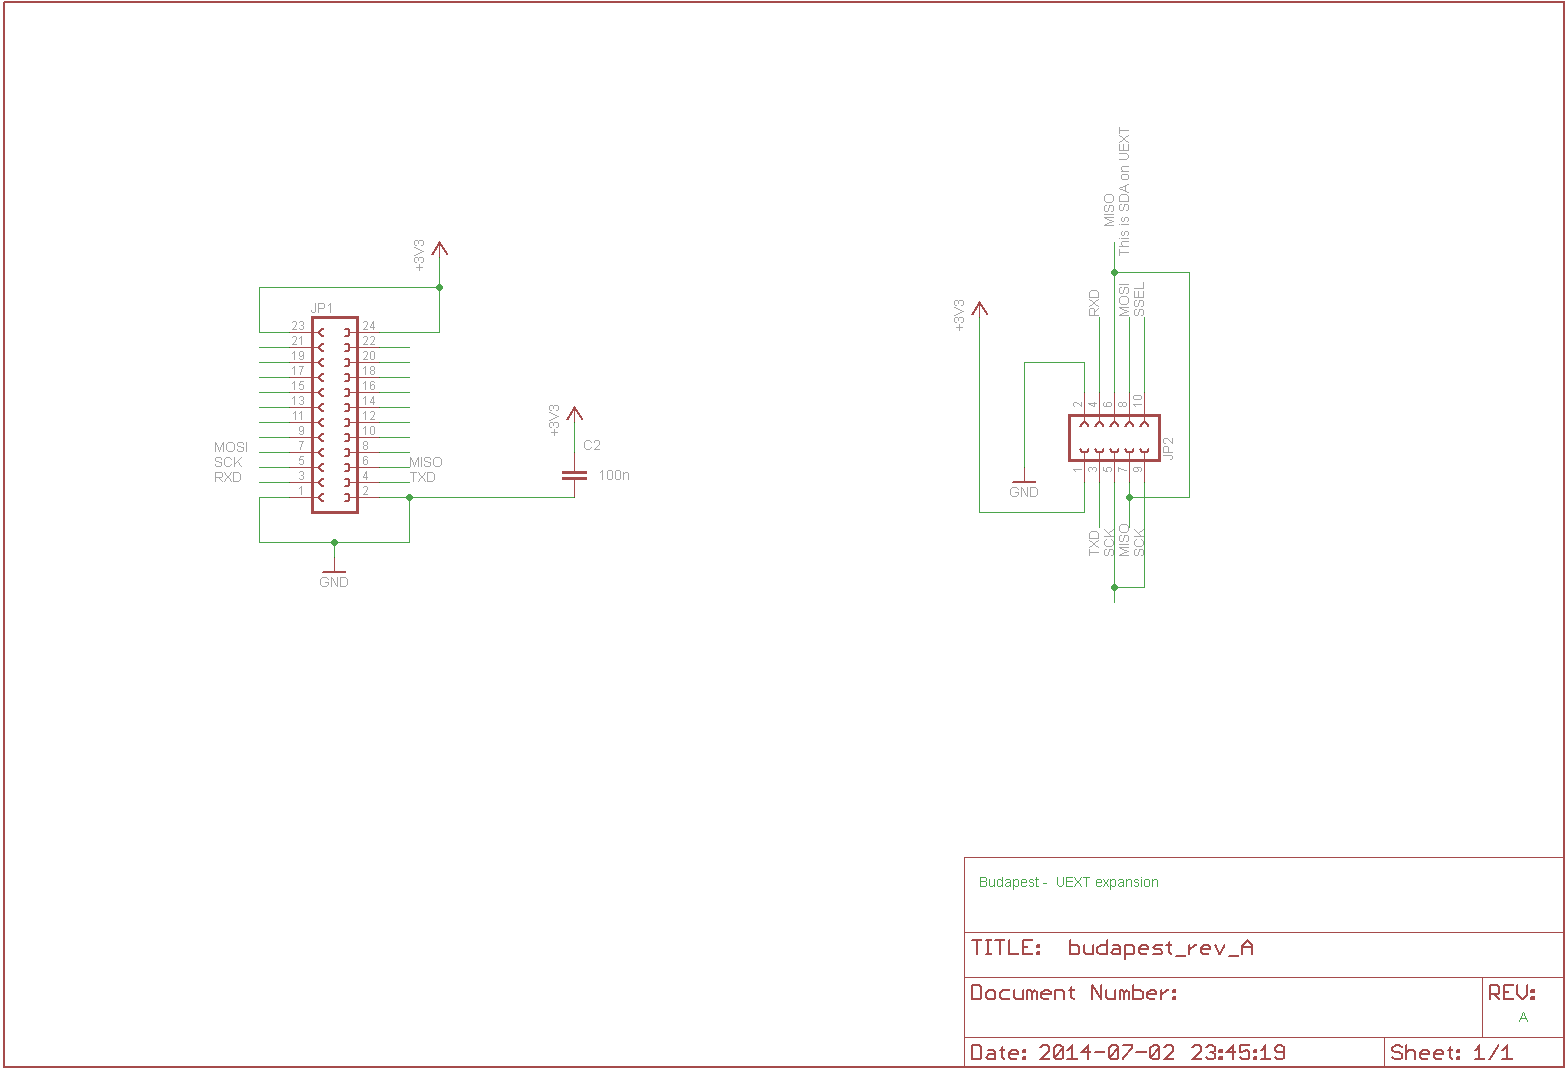 +3V3
JP1
23 24
21 22
19 20
17 18
15 16
13 14
11 12
9 10
MOSI 7 8
SCK 5 6 MISO
RXD 3 4 TXD
1 2
GND
+3V3
C2
100n
MISO
This is SDA on UEXT
+3V3
RXD
MOSI
SSEL
2 4 6 8 10
JP2
1 3 5 7 9
GND
TXD
SCK
MISO
SCK
Budapest - UEXT expansion
TITLE: budapest_rev_A
Document Number:
REV:
A
Date: 2014-07-02 23:45:19
Sheet: 1/1